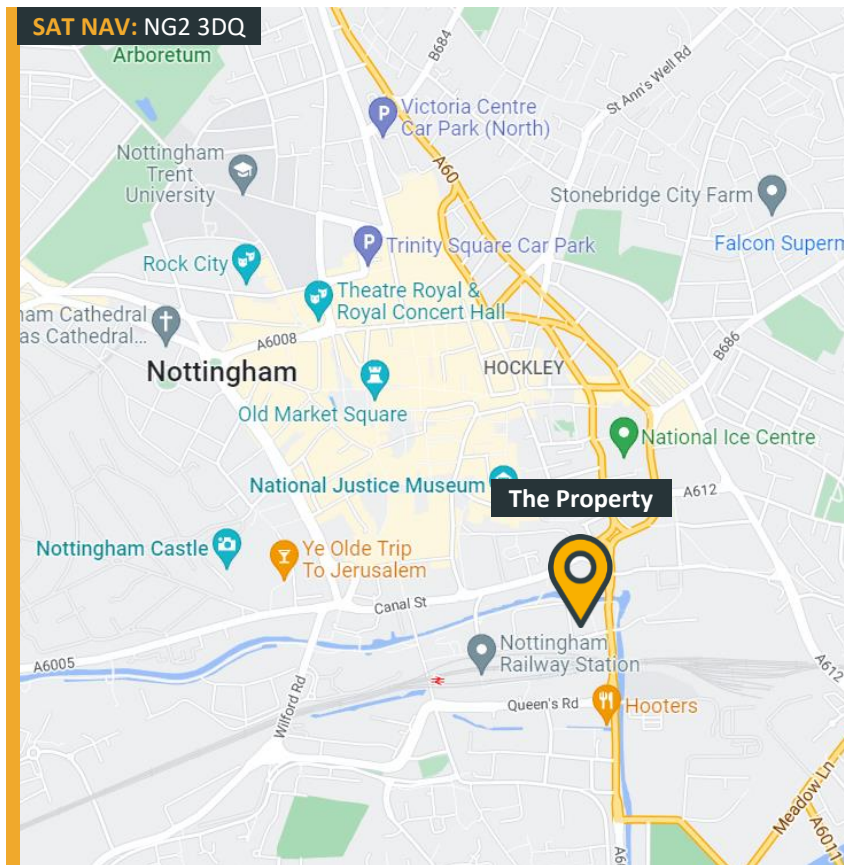 SAT NAV: NG2 3DQ
Arboretum
B684
St Ann's Well Rd
Victoria Centre
Car Park (North)
A60
Nottingham
Trent
University
Stonebridge City Farm
Trinity Square Car Park
Falcon Superm
Rock City
Theatre Royal &
Royal Concert Hall
ham Cathedral
as Cathedral...
A6008
B686
Nottingham
HOCKLEY
Old Market Square
National Ice Centre
National Justice Museum
The Property
A612
Nottingham Castle
Ye Olde Trip
To Jerusalem
Canal St
Nottingham
Railway Station
A6005
A612
Wilford Rd
Queen's Rd
Hooters
Meadow Ln
A6011
A60